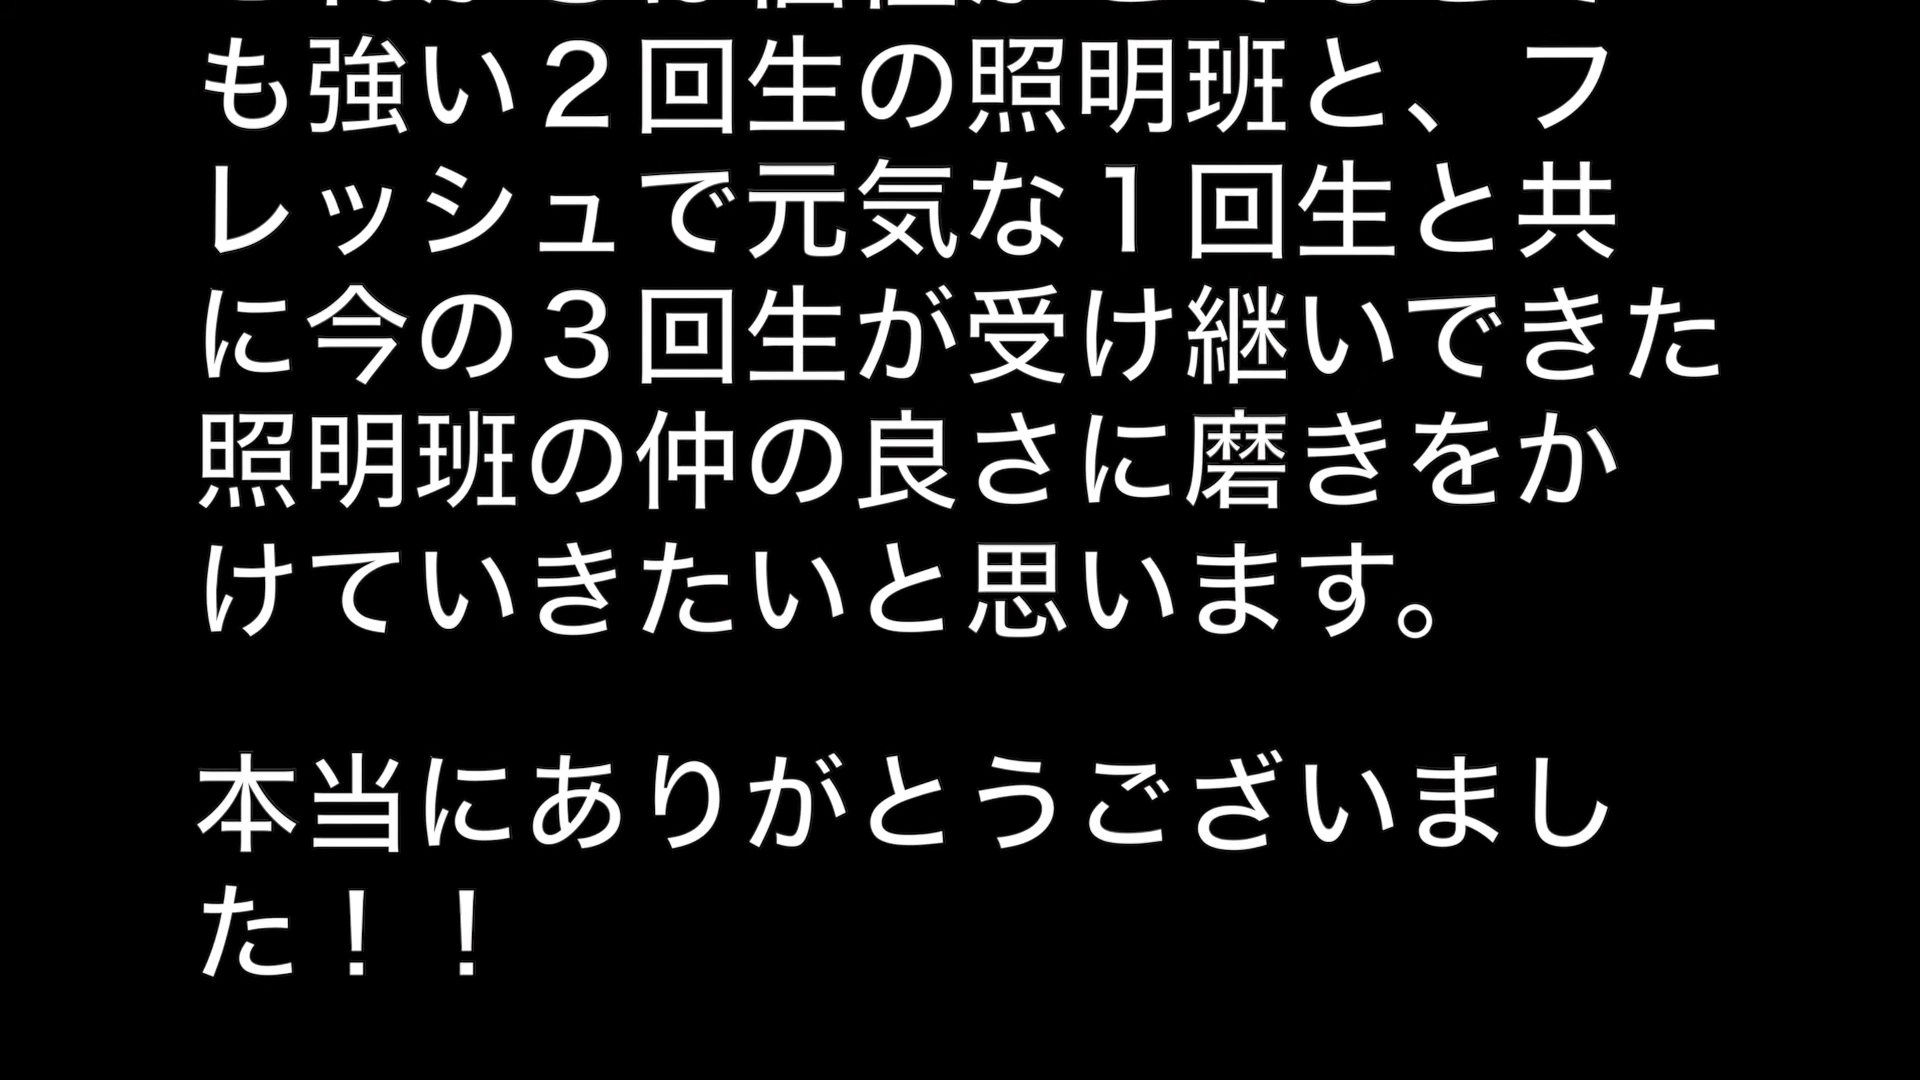 も強い２回生の照明班と、フ
レッシュで元気な１回生と共
に今の３回生が受け継いできた
照明班の仲の良さに磨きをか
けていきたいと思います。
本当にありがとうございまし
た！！